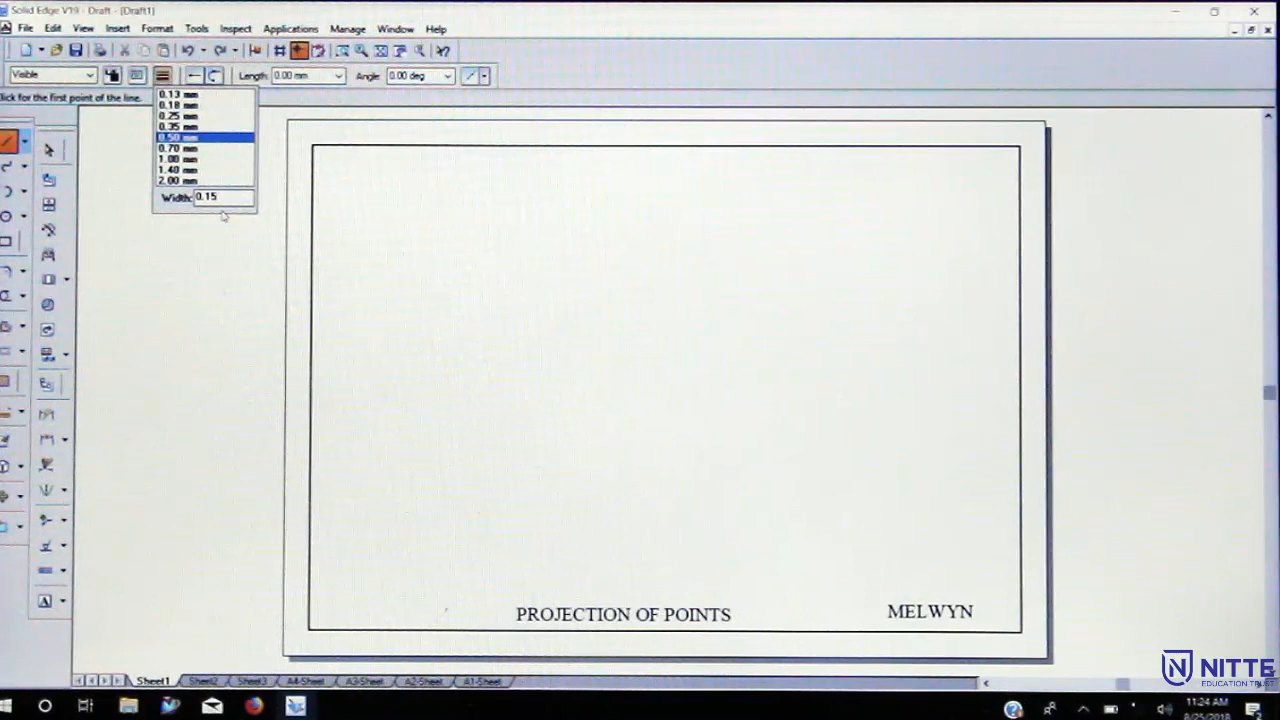 Solid Edge V19 - Draft - [Draft1]
File Edit View Insert Format Tools Inspect Applications Manage Window Help
Visible Length: 0.00 mm Angle: 0.00 deg
Click for the first point of the line.
0.13 mm
0.18 mm
0.25 mm
0.35 mm
0.50 mm
0.70 mm
1.00 mm
1.40 mm
2.00 mm
Width: 0.15
PROJECTION OF POINTS
MELWYN
Sheet1 Sheet2 Sheet3 A4-Sheet A3-Sheet A2-Sheet A1-Sheet
NITTE
EDUCATION TRUST
11:24 AM
8/25/2018